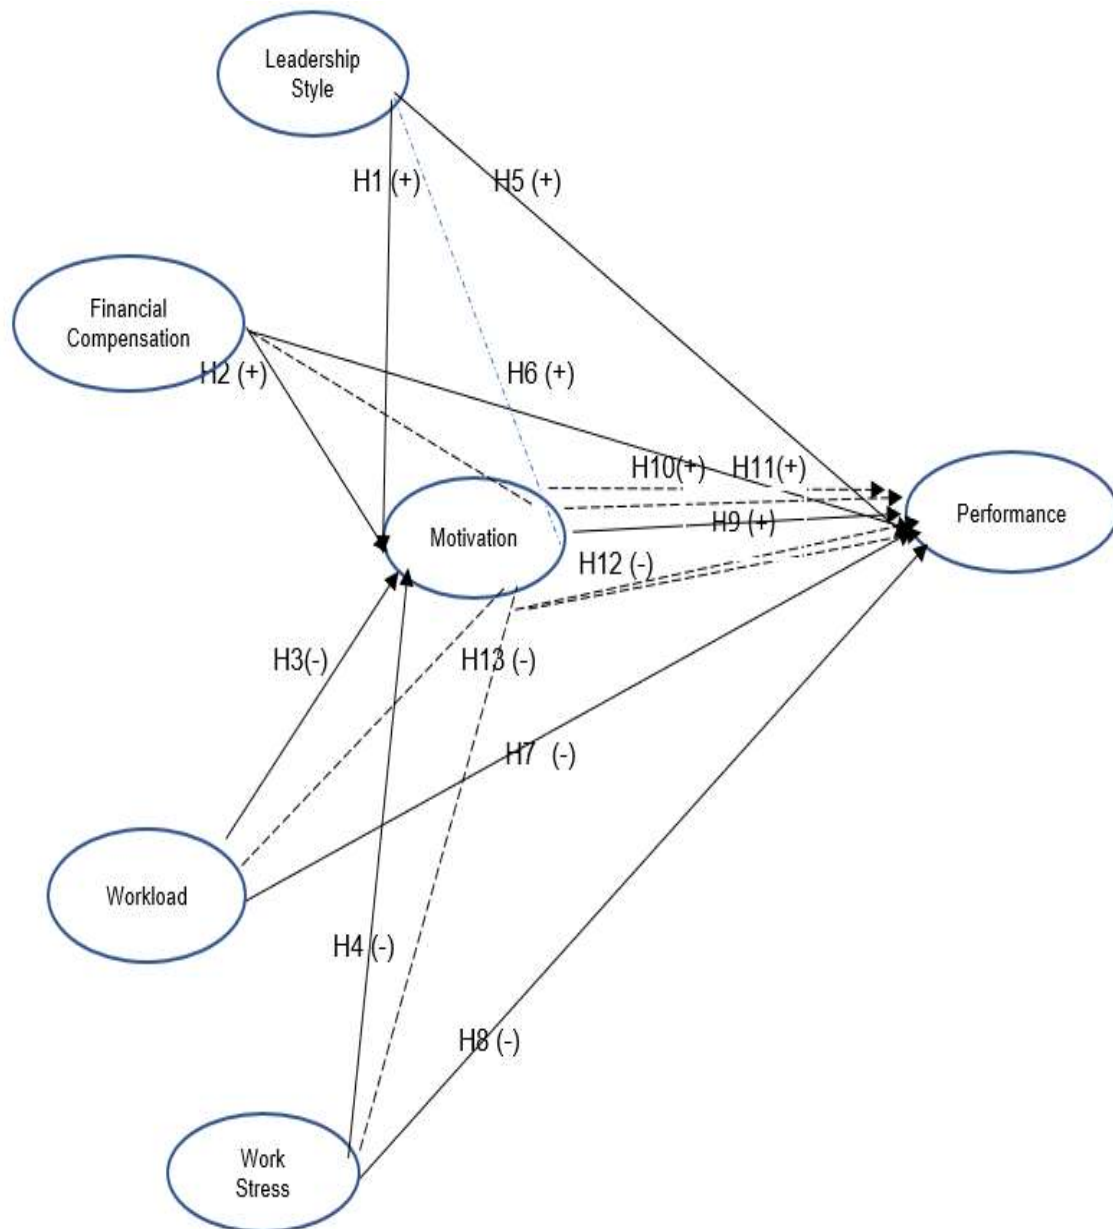 Leadership
Style
H1 (+)
H5 (+)
Financial
Compensation
H2 (+)
H6 (+)
H10(+)
H11(+)
Motivation
H9 (+)
Performance
H12 (-)
H3(-)
H13 (-)
H7 (-)
Workload
H4 (-)
H8 (-)
Work
Stress